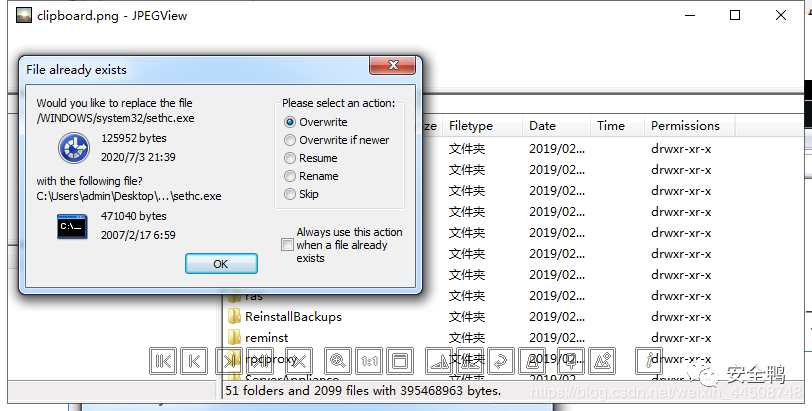 clipboard.png - JPEGView
File already exists
Would you like to replace the file
/WINDOWS/system32/sethc.exe
125952 bytes
2020/7/3 21:39
with the following file?
C:\Users\admin\Desktop\...\sethc.exe
C:\_
471040 bytes
2007/2/17 6:59
Please select an action:
Overwrite
Overwrite if newer
Resume
Rename
Skip
Always use this action
when a file already
exists
OK
ze Filetype Date Time Permissions
文件夹 2019/02... drwxr-xr-x
文件夹 2019/02... drwxr-xr-x
文件夹 2019/02... drwxr-xr-x
文件夹 2019/02... drwxr-xr-x
文件夹 2019/02... drwxr-xr-x
文件夹 2019/02... drwxr-xr-x
文件夹 2019/02... drwxr-xr-x
ras 文件夹 2019/02... drwxr-xr-x
ReinstallBackups 文件夹 2019/02... drwxr-xr-x
reminst 文件夹 2019/02... drwxr-xr-x
rpcproxy 文件夹 2019/02... drwxr-xr-x
ServerAppliance 文件夹 2019/02... drwxr-xr-x
1:1
51 folders and 2099 files with 395468963 bytes.
安全鸭
https://blog.csdn.net/weixin_44508748